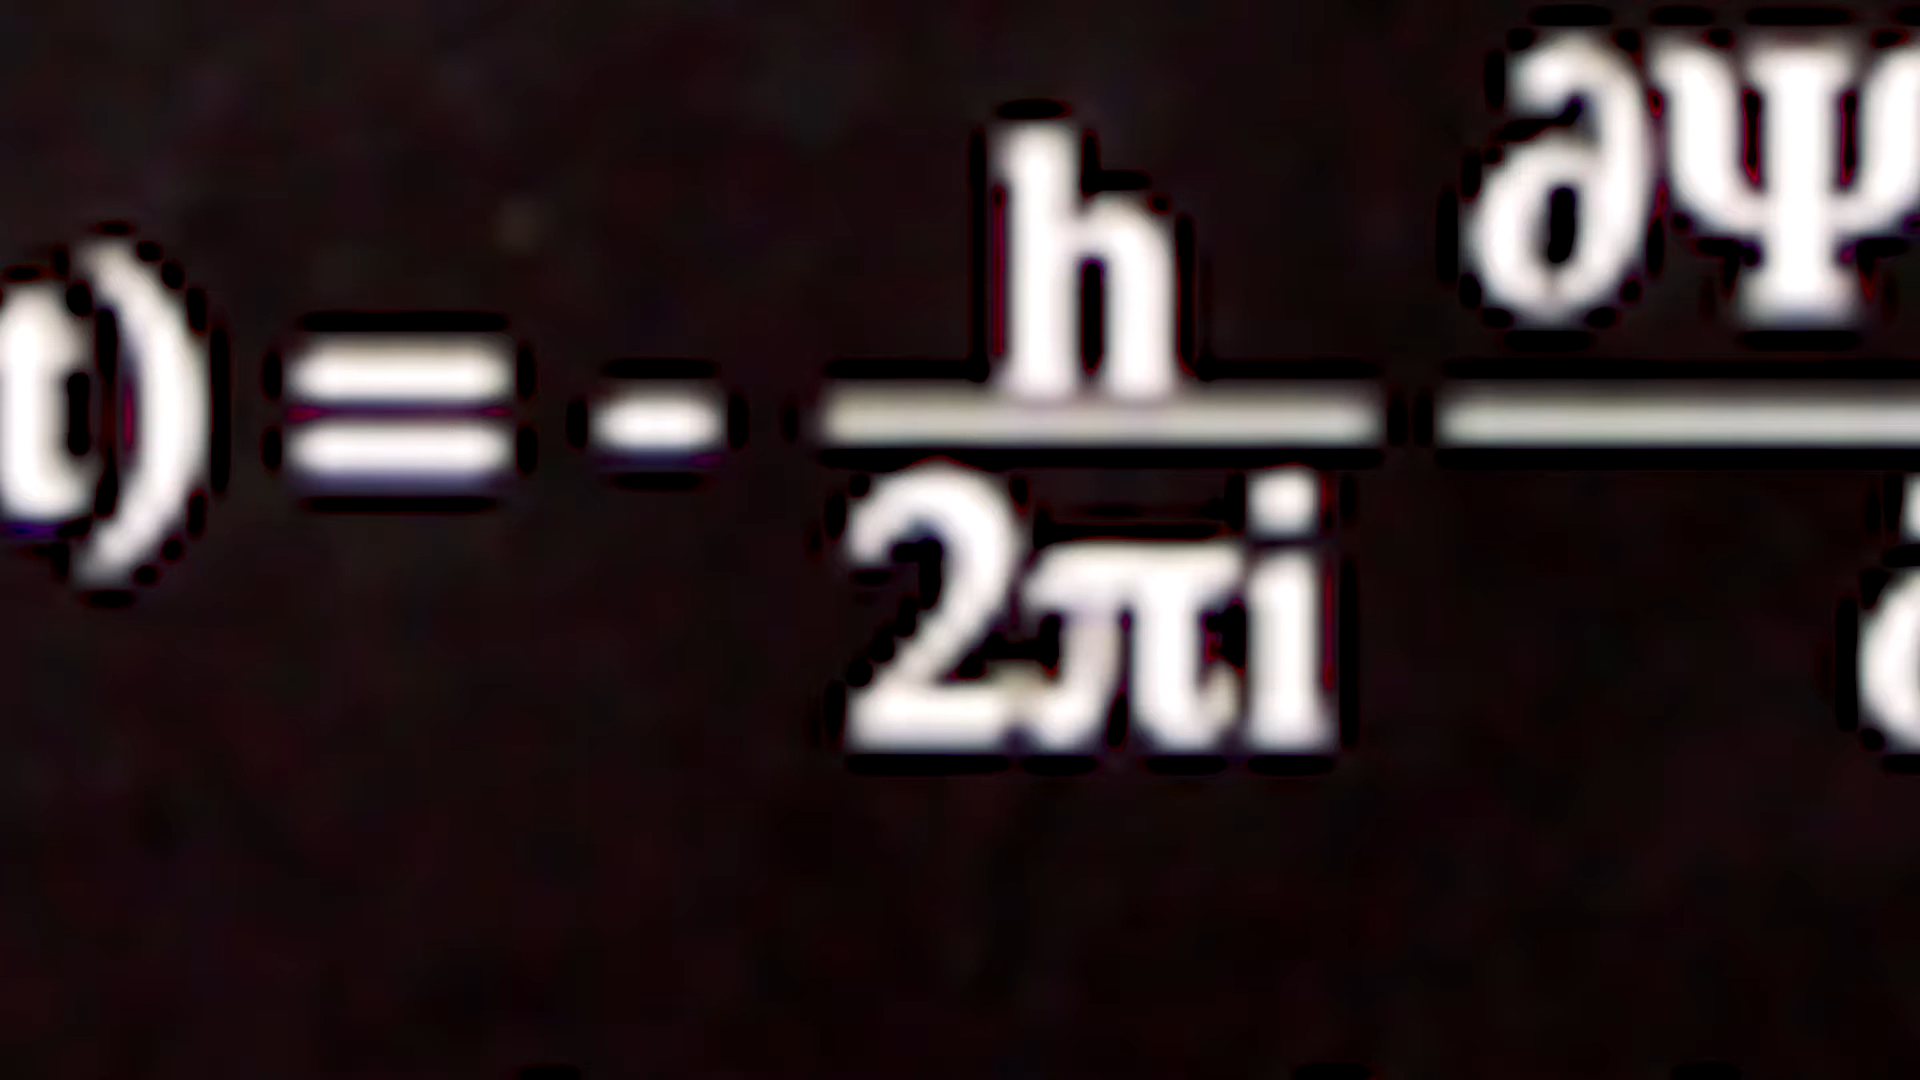 t) = - h/2πi ∂Ψ